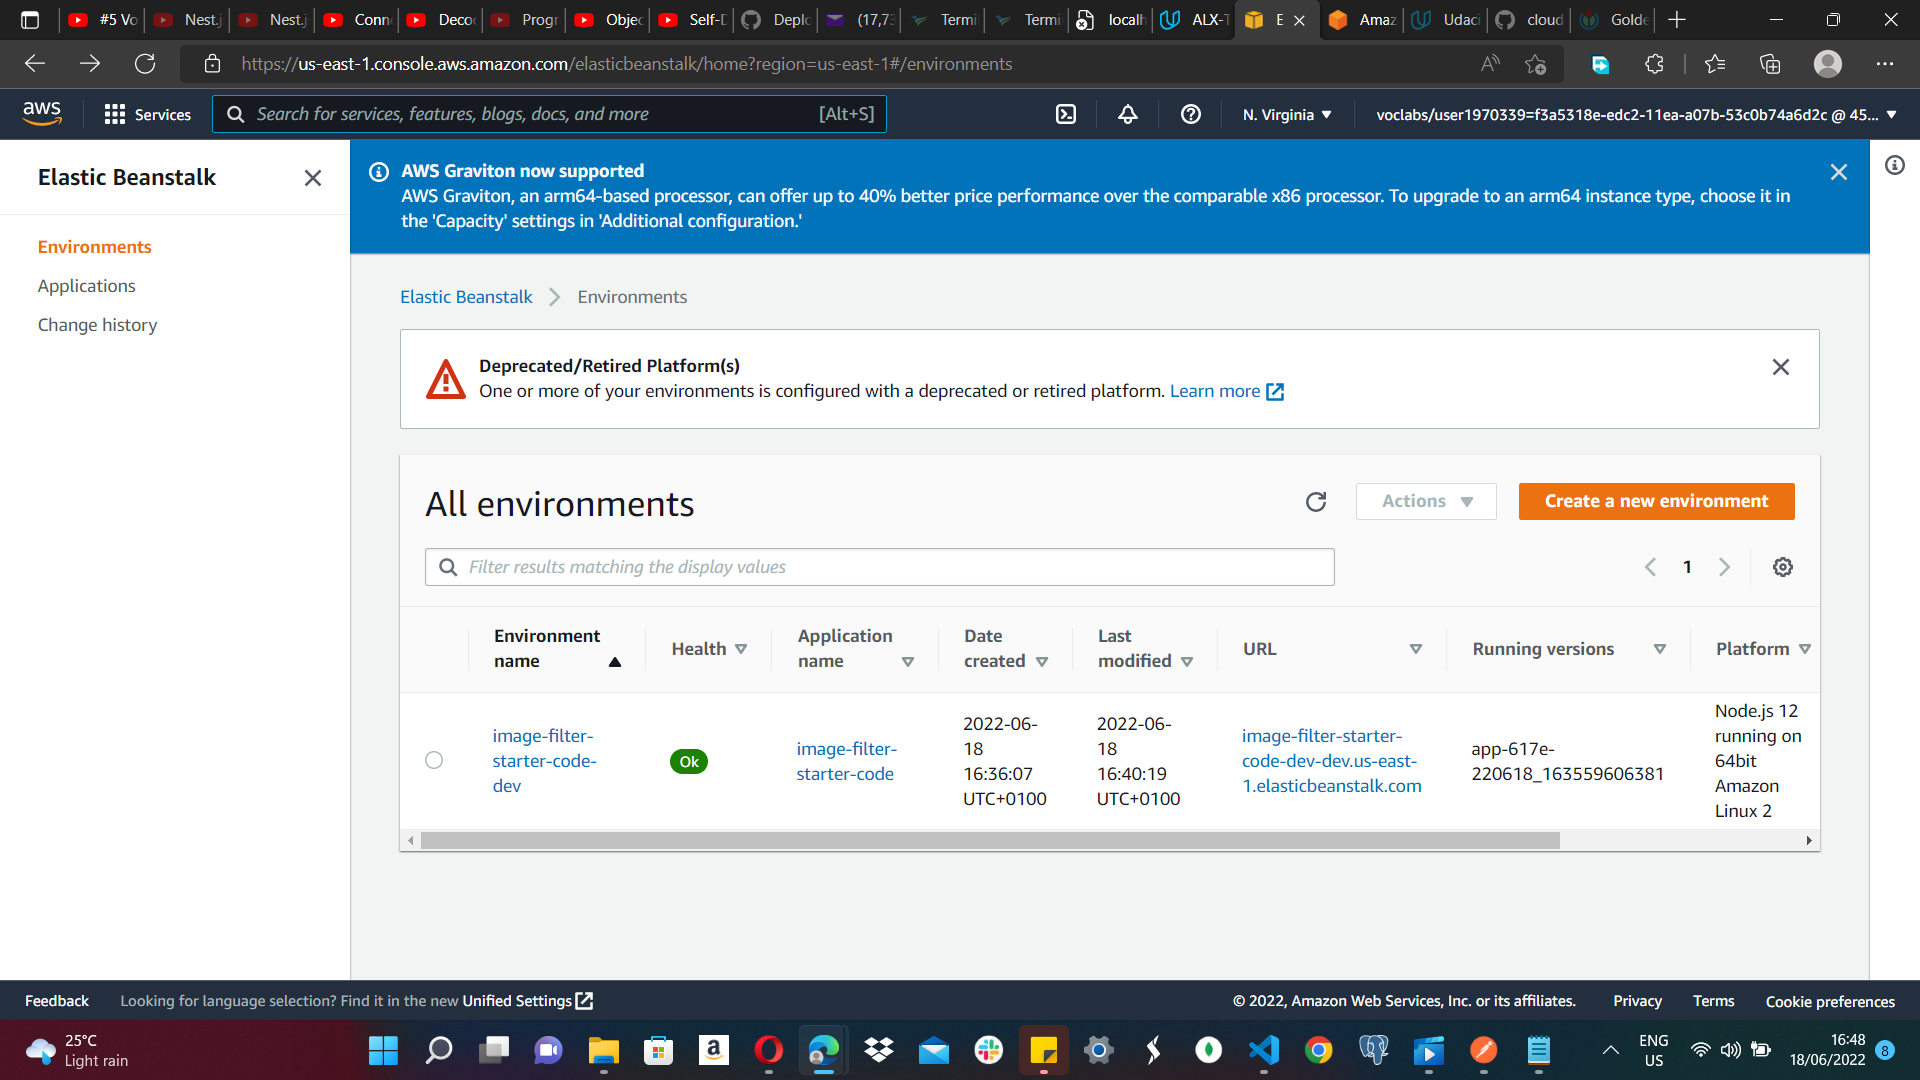 #5 Vo
Nest.j
Nest.j
Conne
Decod
Progr
Objec
Self-D
Deplo
(17,73
Termi
Termi
localh
ALX-T
E
Amaz
Udaci
cloud
Golde
https://us-east-1.console.aws.amazon.com/elasticbeanstalk/home?region=us-east-1#/environments
aws
Services
Search for services, features, blogs, docs, and more
[Alt+S]
N. Virginia
voclabs/user1970339=f3a5318e-edc2-11ea-a07b-53c0b74a6d2c @ 45...
Elastic Beanstalk
Environments
Applications
Change history
AWS Graviton now supported
AWS Graviton, an arm64-based processor, can offer up to 40% better price performance over the comparable x86 processor. To upgrade to an arm64 instance type, choose it in
the 'Capacity' settings in 'Additional configuration.'
Elastic Beanstalk
Environments
Deprecated/Retired Platform(s)
One or more of your environments is configured with a deprecated or retired platform. Learn more
All environments
Actions
Create a new environment
Filter results matching the display values
1
Environment
name
Health
Application
name
Date
created
Last
modified
URL
Running versions
Platform
image-filter-
starter-code-
dev
Ok
image-filter-
starter-code
2022-06-
18
16:36:07
UTC+0100
2022-06-
18
16:40:19
UTC+0100
image-filter-starter-
code-dev-dev.us-east-
1.elasticbeanstalk.com
app-617e-
220618_163559606381
Node.js 12
running on
64bit
Amazon
Linux 2
Feedback
Looking for language selection? Find it in the new Unified Settings
© 2022, Amazon Web Services, Inc. or its affiliates.
Privacy
Terms
Cookie preferences
25°C
Light rain
ENG
US
16:48
18/06/2022
8